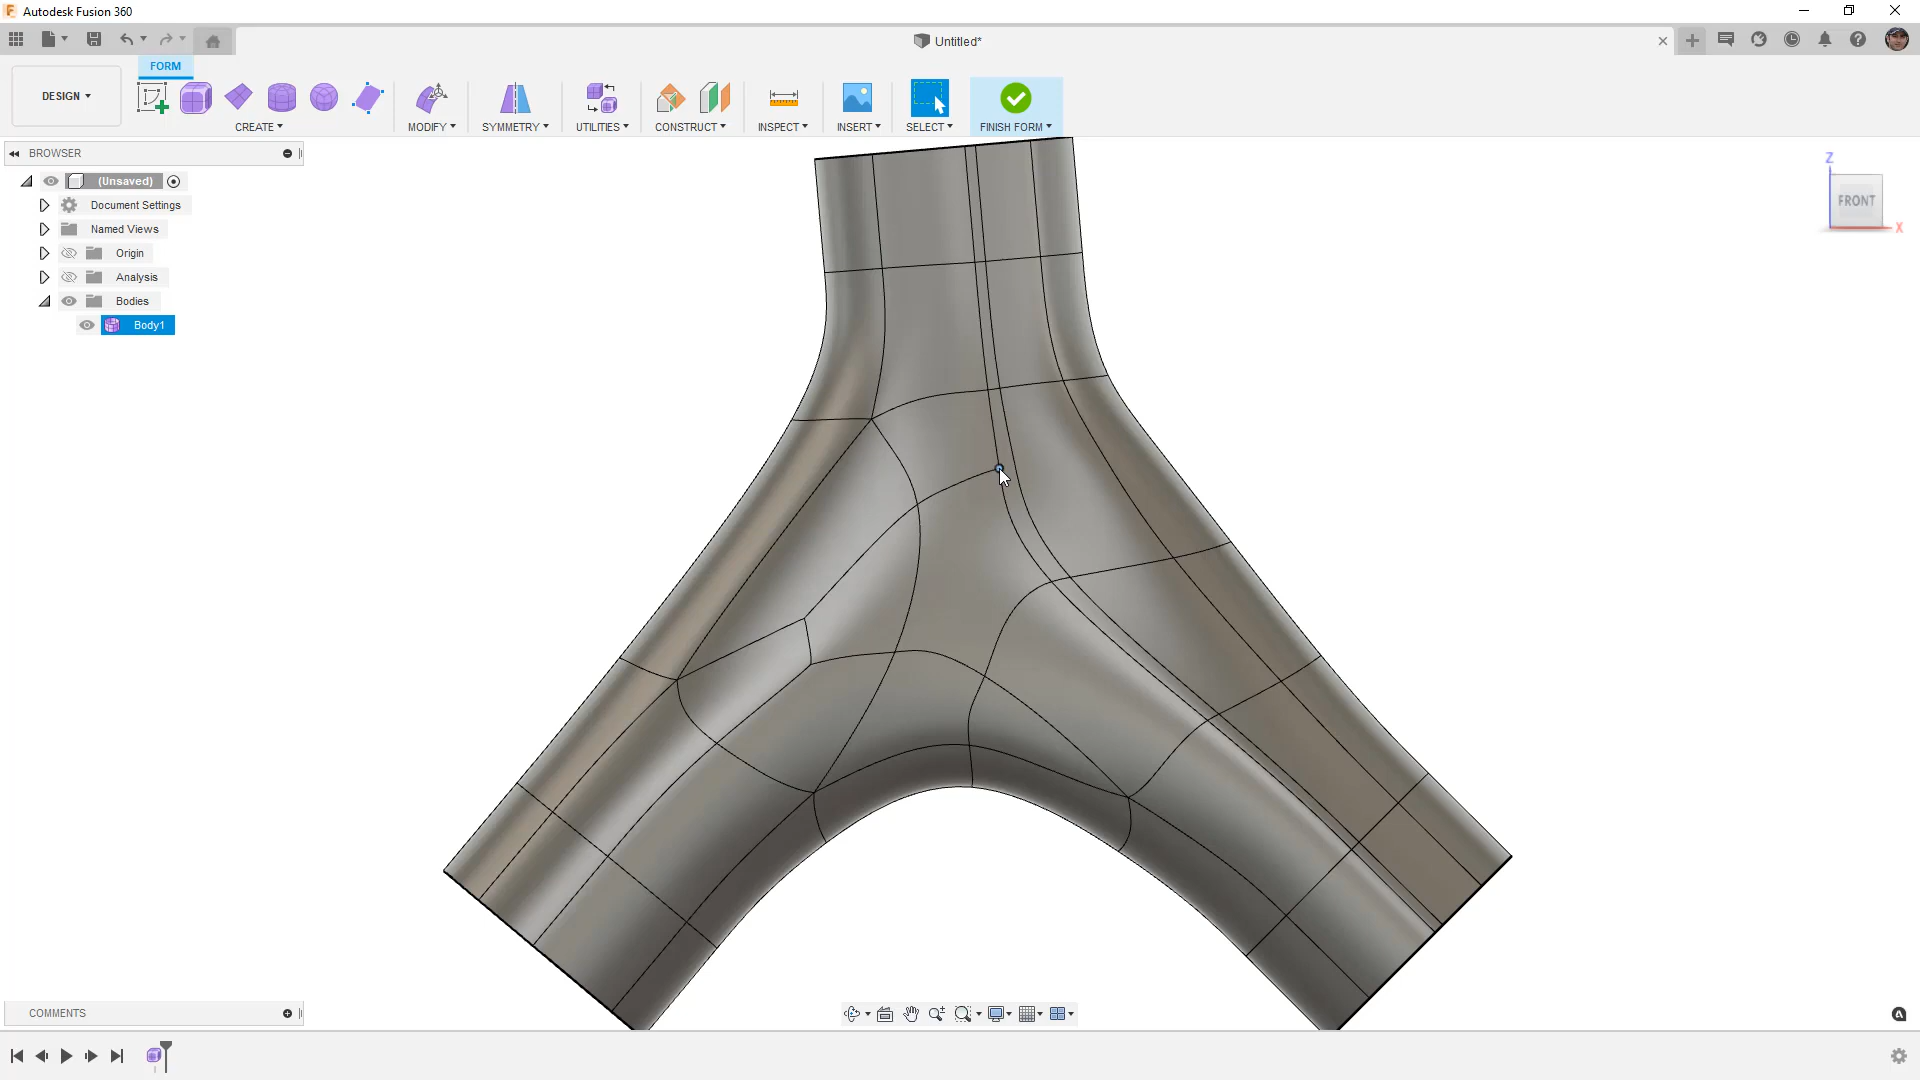 Autodesk Fusion 360
Untitled*
FORM
DESIGN
CREATE
MODIFY
SYMMETRY
UTILITIES
CONSTRUCT
INSPECT
INSERT
SELECT
FINISH FORM
BROWSER
(Unsaved)
Document Settings
Named Views
Origin
Analysis
Bodies
Body1
Z
FRONT
X
COMMENTS